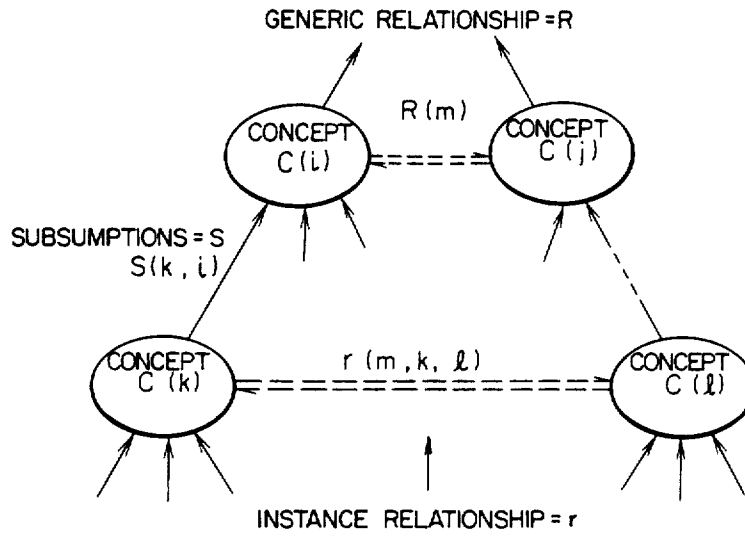 GENERIC RELATIONSHIP = R
R(m)
CONCEPT
C(i)
CONCEPT
C(j)
SUBSUMPTIONS = S
S(k, i)
CONCEPT
C(k)
r(m, k, ℓ)
CONCEPT
C(ℓ)
INSTANCE RELATIONSHIP = r